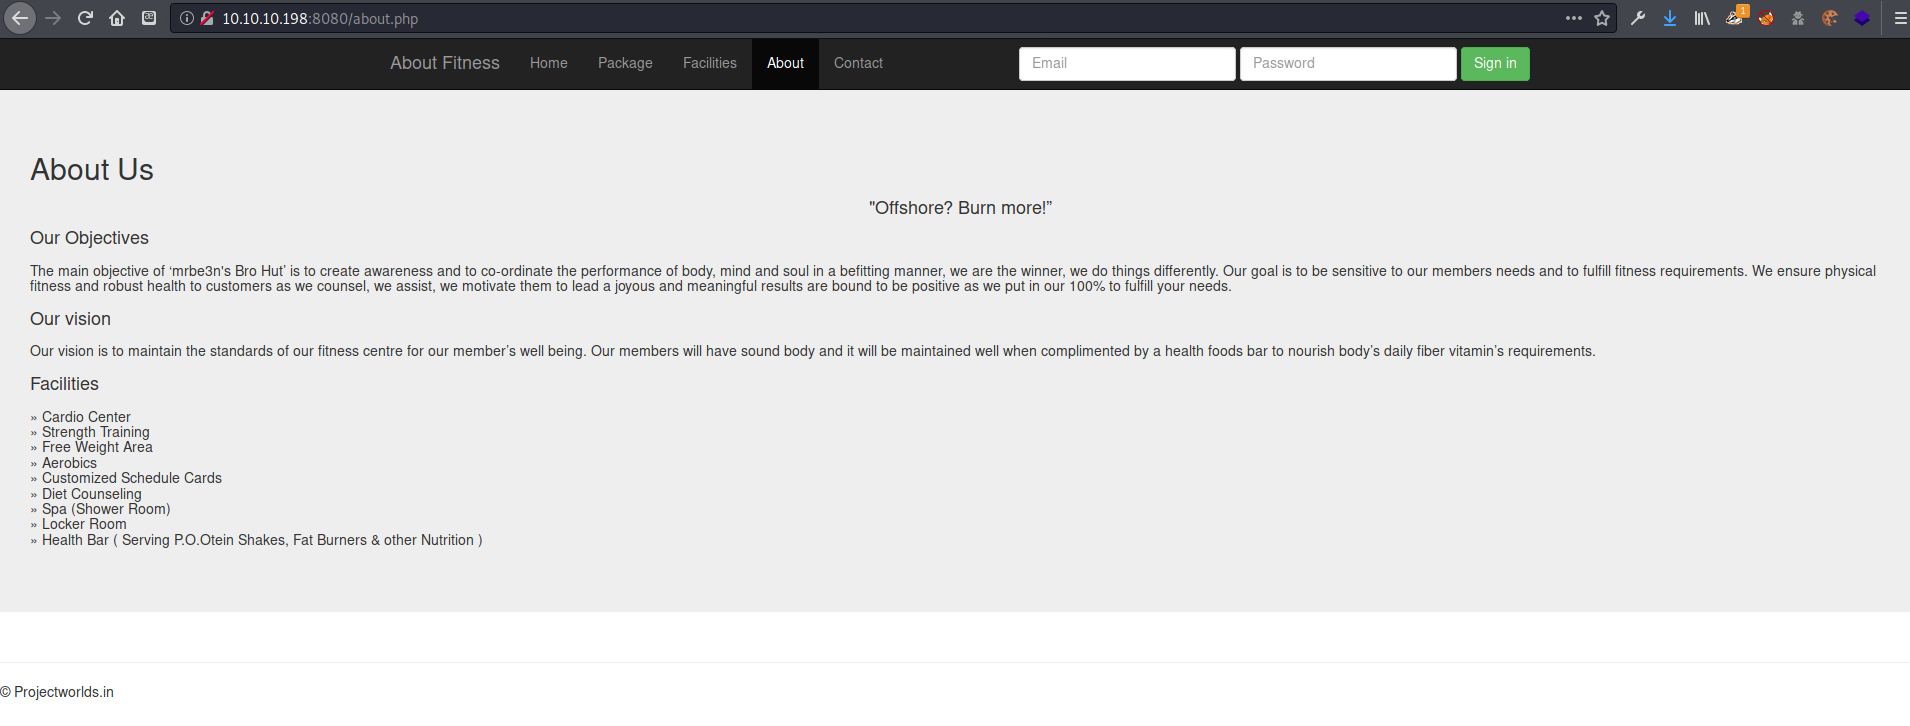 10.10.10.198:8080/about.php
1
About Fitness Home Package Facilities About Contact Email Password Sign in
About Us
"Offshore? Burn more!”
Our Objectives
The main objective of ‘mrbe3n's Bro Hut’ is to create awareness and to co-ordinate the performance of body, mind and soul in a befitting manner, we are the winner, we do things differently. Our goal is to be sensitive to our members needs and to fulfill fitness requirements. We ensure physical
fitness and robust health to customers as we counsel, we assist, we motivate them to lead a joyous and meaningful results are bound to be positive as we put in our 100% to fulfill your needs.
Our vision
Our vision is to maintain the standards of our fitness centre for our member’s well being. Our members will have sound body and it will be maintained well when complimented by a health foods bar to nourish body’s daily fiber vitamin’s requirements.
Facilities
» Cardio Center
» Strength Training
» Free Weight Area
» Aerobics
» Customized Schedule Cards
» Diet Counseling
» Spa (Shower Room)
» Locker Room
» Health Bar ( Serving P.O.Otein Shakes, Fat Burners & other Nutrition )
© Projectworlds.in